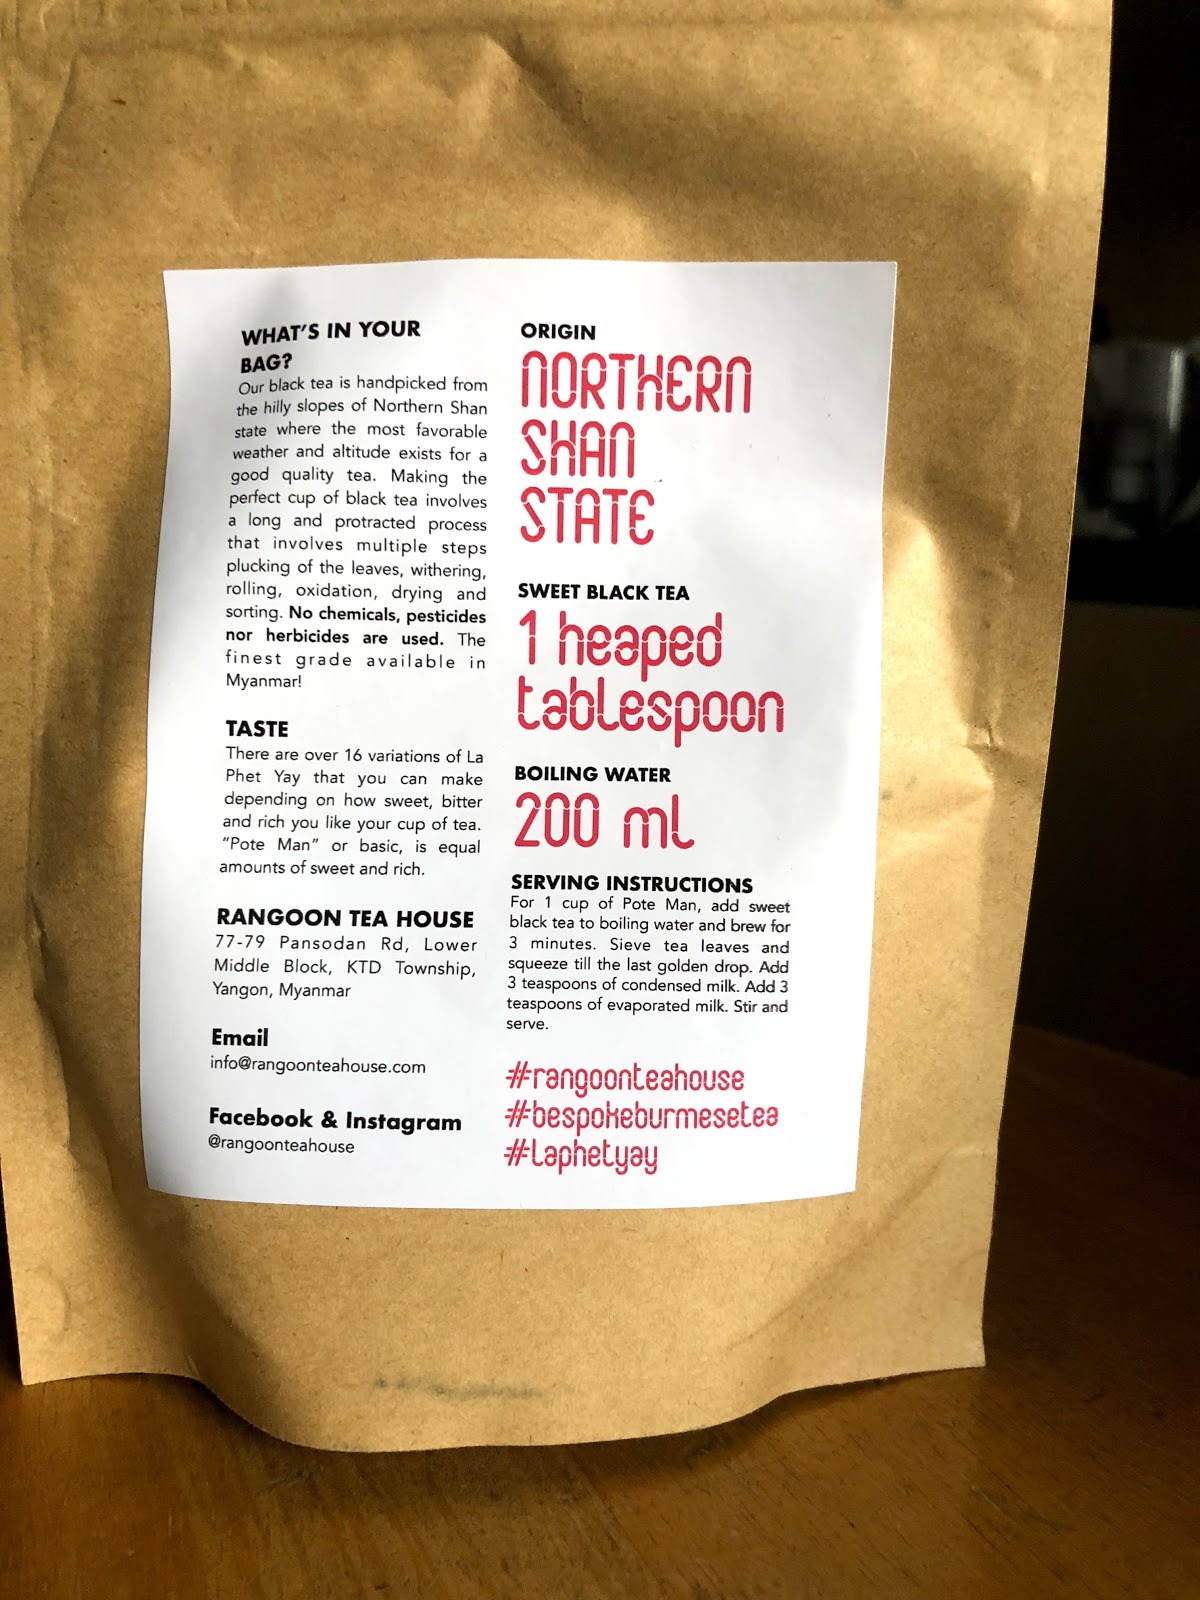 WHAT'S IN YOUR
BAG?
Our black tea is handpicked from
the hilly slopes of Northern Shan
state where the most favorable
weather and altitude exists for a
good quality tea. Making the
perfect cup of black tea involves
a long and protracted process
that involves multiple steps
plucking of the leaves, withering,
rolling, oxidation, drying and
sorting. No chemicals, pesticides
nor herbicides are used. The
finest grade available in
Myanmar!
TASTE
There are over 16 variations of La
Phet Yay that you can make
depending on how sweet, bitter
and rich you like your cup of tea.
"Pote Man" or basic, is equal
amounts of sweet and rich.
RANGOON TEA HOUSE
77-79 Pansodan Rd, Lower
Middle Block, KTD Township,
Yangon, Myanmar
Email
info@rangoonteahouse.com
Facebook & Instagram
@rangoonteahouse
ORIGIN
NORTHERN
SHAN
STATE
SWEET BLACK TEA
1 heaped
tablespoon
BOILING WATER
200 ml
SERVING INSTRUCTIONS
For 1 cup of Pote Man, add sweet
black tea to boiling water and brew for
3 minutes. Sieve tea leaves and
squeeze till the last golden drop. Add
3 teaspoons of condensed milk. Add 3
teaspoons of evaporated milk. Stir and
serve.
#rangoonteahouse
#bespokeburmesetea
#laphetyay